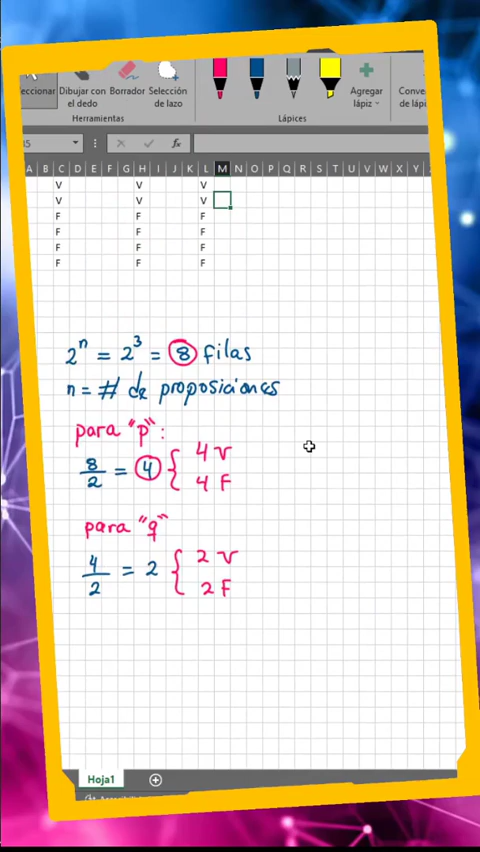 eccionar
Dibujar con el dedo
Borrador
Selección de lazo
Agregar lápiz
Conver
de lápi
Herramientas
Lápices
fx
A B C D E F G H I J K L M N O P Q R S T U V W X Y
V V V
V V V
F F F
F F F
F F F
F F F
2ⁿ = 2³ = 8 filas
n = # de proposiciones
para "p":
8/2 = 4 { 4 V
4 F
para "q"
4/2 = 2 { 2 V
2 F
Hoja1